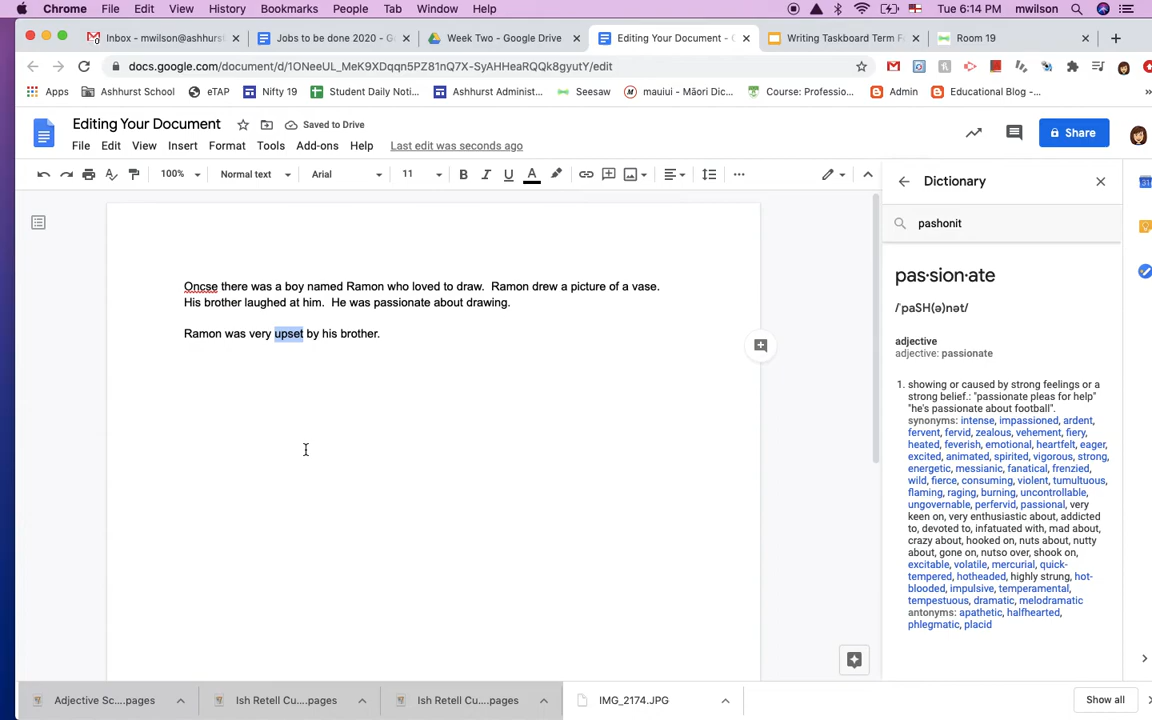 Chrome File Edit View History Bookmarks People Tab Window Help Tue 6:14 PM mwilson
Inbox - mwilson@ashhurst Jobs to be done 2020 - G Week Two - Google Drive Editing Your Document - Writing Taskboard Term F Room 19
docs.google.com/document/d/1ONeeUL_MeK9XDqqn5PZ81nQ7X-SyAHHeaRQQk8gyutY/edit
Apps Ashhurst School eTAP Nifty 19 Student Daily Noti... Ashhurst Administ... Seesaw mauiui - Māori Dic... Course: Professio... Admin Educational Blog -...
Editing Your Document Saved to Drive
File Edit View Insert Format Tools Add-ons Help Last edit was seconds ago
Share
100% Normal text Arial 11
Dictionary
pashonit
Oncse there was a boy named Ramon who loved to draw. Ramon drew a picture of a vase.
His brother laughed at him. He was passionate about drawing.
Ramon was very upset by his brother.
pas·sion·ate
/ˈpaSH(ə)nət/
adjective
adjective: passionate
1. showing or caused by strong feelings or a
strong belief.: "passionate pleas for help"
"he's passionate about football".
synonyms: intense, impassioned, ardent,
fervent, fervid, zealous, vehement, fiery,
heated, feverish, emotional, heartfelt, eager,
excited, animated, spirited, vigorous, strong,
energetic, messianic, fanatical, frenzied,
wild, fierce, consuming, violent, tumultuous,
flaming, raging, burning, uncontrollable,
ungovernable, perfervid, passional, very
keen on, very enthusiastic about, addicted
to, devoted to, infatuated with, mad about,
crazy about, hooked on, nuts about, nutty
about, gone on, nutso over, shook on,
excitable, volatile, mercurial, quick-
tempered, hotheaded, highly strung, hot-
blooded, impulsive, temperamental,
tempestuous, dramatic, melodramatic
antonyms: apathetic, halfhearted,
phlegmatic, placid
Adjective Sc....pages Ish Retell Cu....pages Ish Retell Cu....pages IMG_2174.JPG Show all